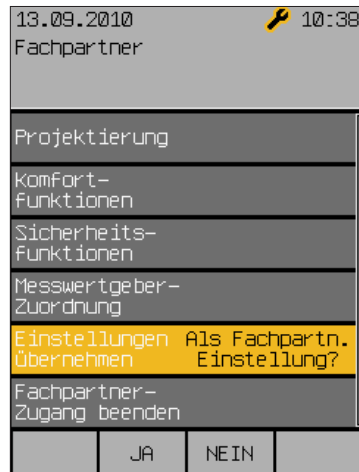 13.09.2010 10:38
Fachpartner
Projektierung
Komfort-
funktionen
Sicherheits-
funktionen
Messwertgeber-
Zuordnung
Einstellungen Als Fachpartn.
übernehmen Einstellung?
Fachpartner-
Zugang beenden
JA NEIN